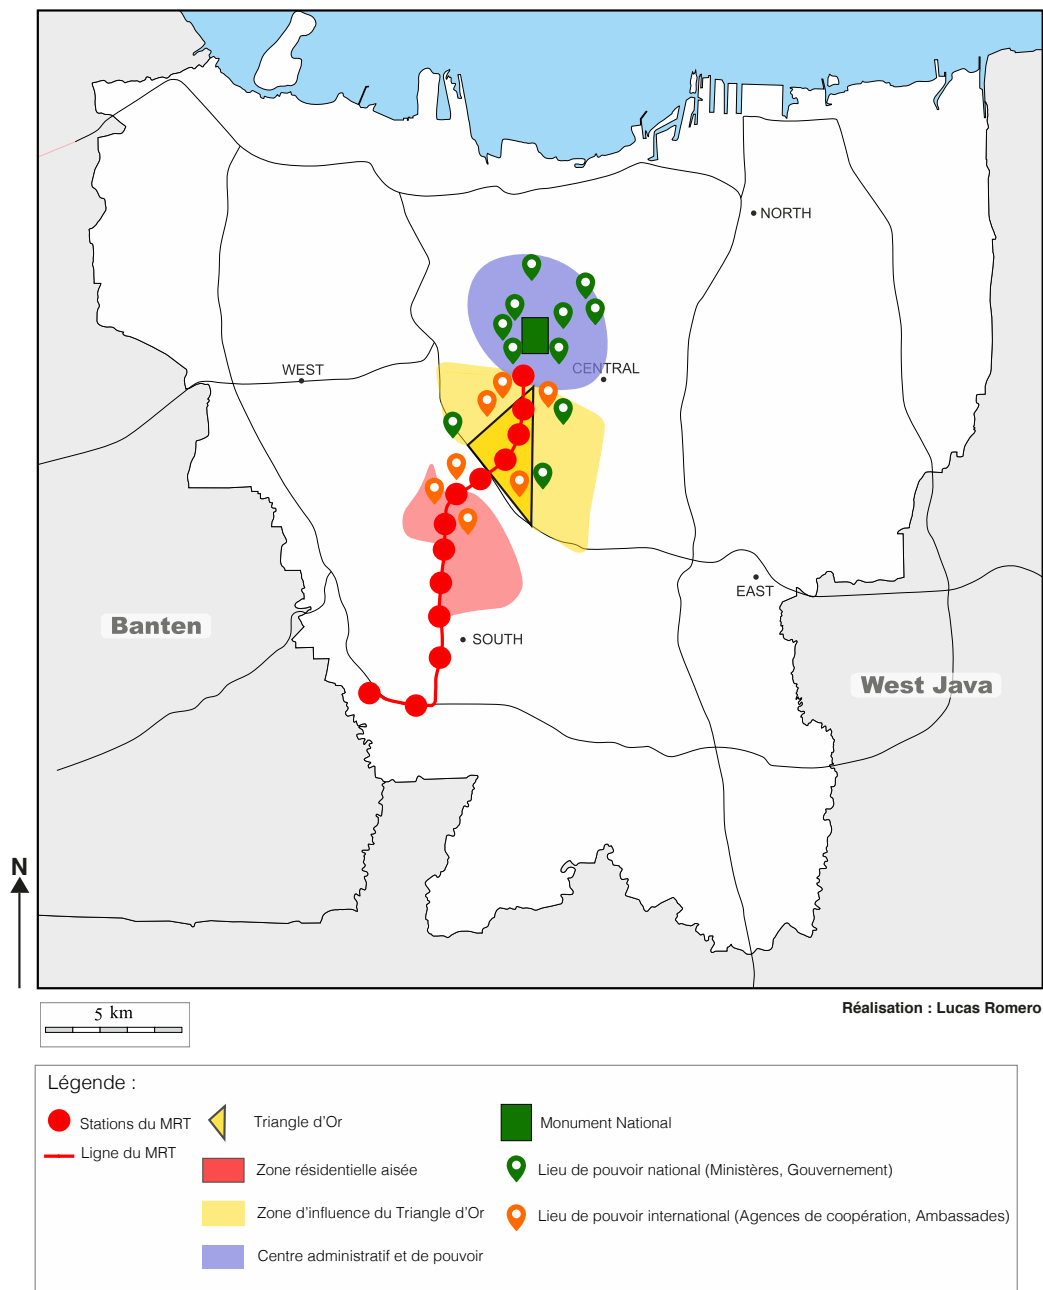 NORTH
WEST
CENTRAL
EAST
Banten
SOUTH
West Java
N
5 km
Réalisation : Lucas Romero
Légende :
Stations du MRT
Ligne du MRT
Triangle d'Or
Zone résidentielle aisée
Zone d'influence du Triangle d'Or
Centre administratif et de pouvoir
Monument National
Lieu de pouvoir national (Ministères, Gouvernement)
Lieu de pouvoir international (Agences de coopération, Ambassades)